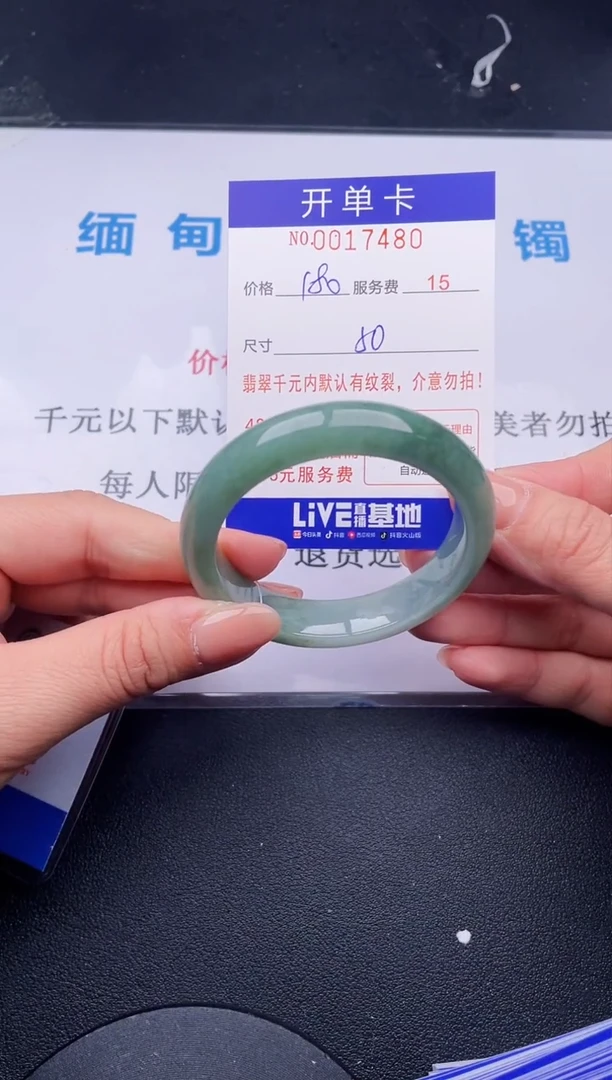 开单卡
缅甸 镯
NO.0017480
价格 180 服务费 15
尺寸 50
翡翠千元内默认有纹裂，介意勿拍！
千元以下默认 美者勿拍
元服务费
每人限
LiVE直播基地
今日头条 抖音 西瓜视频 抖音火山版
退货选